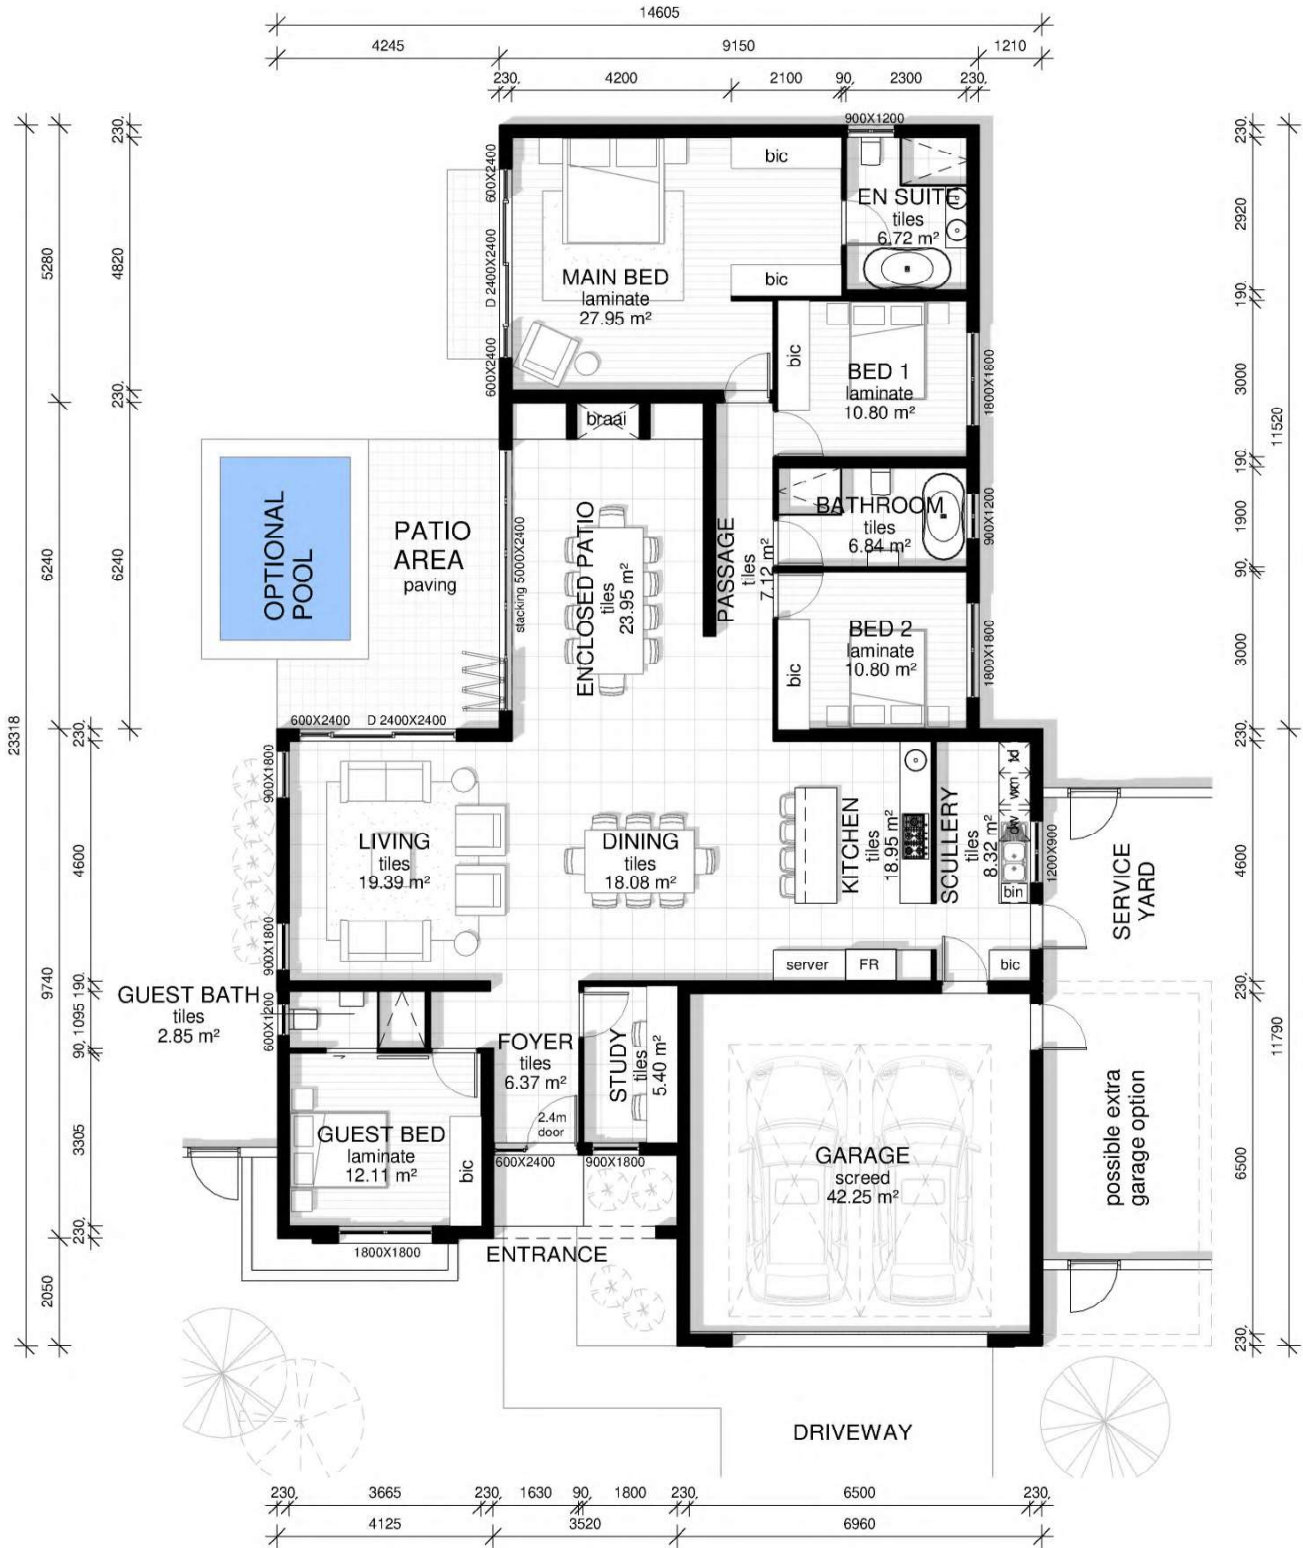 14605
4245
9150
1210
230,
4200
2100
90,
2300
230,
900X1200
600X2400
D 2400X2400
600X2400
bic
bic
EN SUITE
tiles
6.72 m²
MAIN BED
laminate
27.95 m²
bic
BED 1
laminate
10.80 m²
1800X1800
braai
OPTIONAL
POOL
PATIO
AREA
paving
stacking 5000X2400
ENCLOSED PATIO
tiles
23.95 m²
PASSAGE
tiles
7.12 m²
BATHROOM
tiles
6.84 m²
900X1200
bic
BED 2
laminate
10.80 m²
1800X1800
600X2400
D 2400X2400
900X1800
LIVING
tiles
19.39 m²
900X1800
DINING
tiles
18.08 m²
KITCHEN
tiles
18.95 m²
SCULLERY
tiles
8.32 m²
td
wm
dw
bin
1200X900
SERVICE
YARD
server
FR
bic
GUEST BATH
tiles
2.85 m²
600X1200
FOYER
tiles
6.37 m²
2.4m
door
STUDY
tiles
5.40 m²
GUEST BED
laminate
12.11 m²
bic
600X2400
900X1800
1800X1800
ENTRANCE
GARAGE
screed
42.25 m²
possible extra
garage option
DRIVEWAY
23318
5280
6240
9740
2050
230,
4820
230,
6240
230,
4600
190
1095
90,
3305
230,
230,
2920
190,
3000
190,
1900
90,
3000
230,
4600
230,
6500
230,
11520
11790
230,
3665
230,
1630
90,
1800
230,
6500
230,
4125
3520
6960